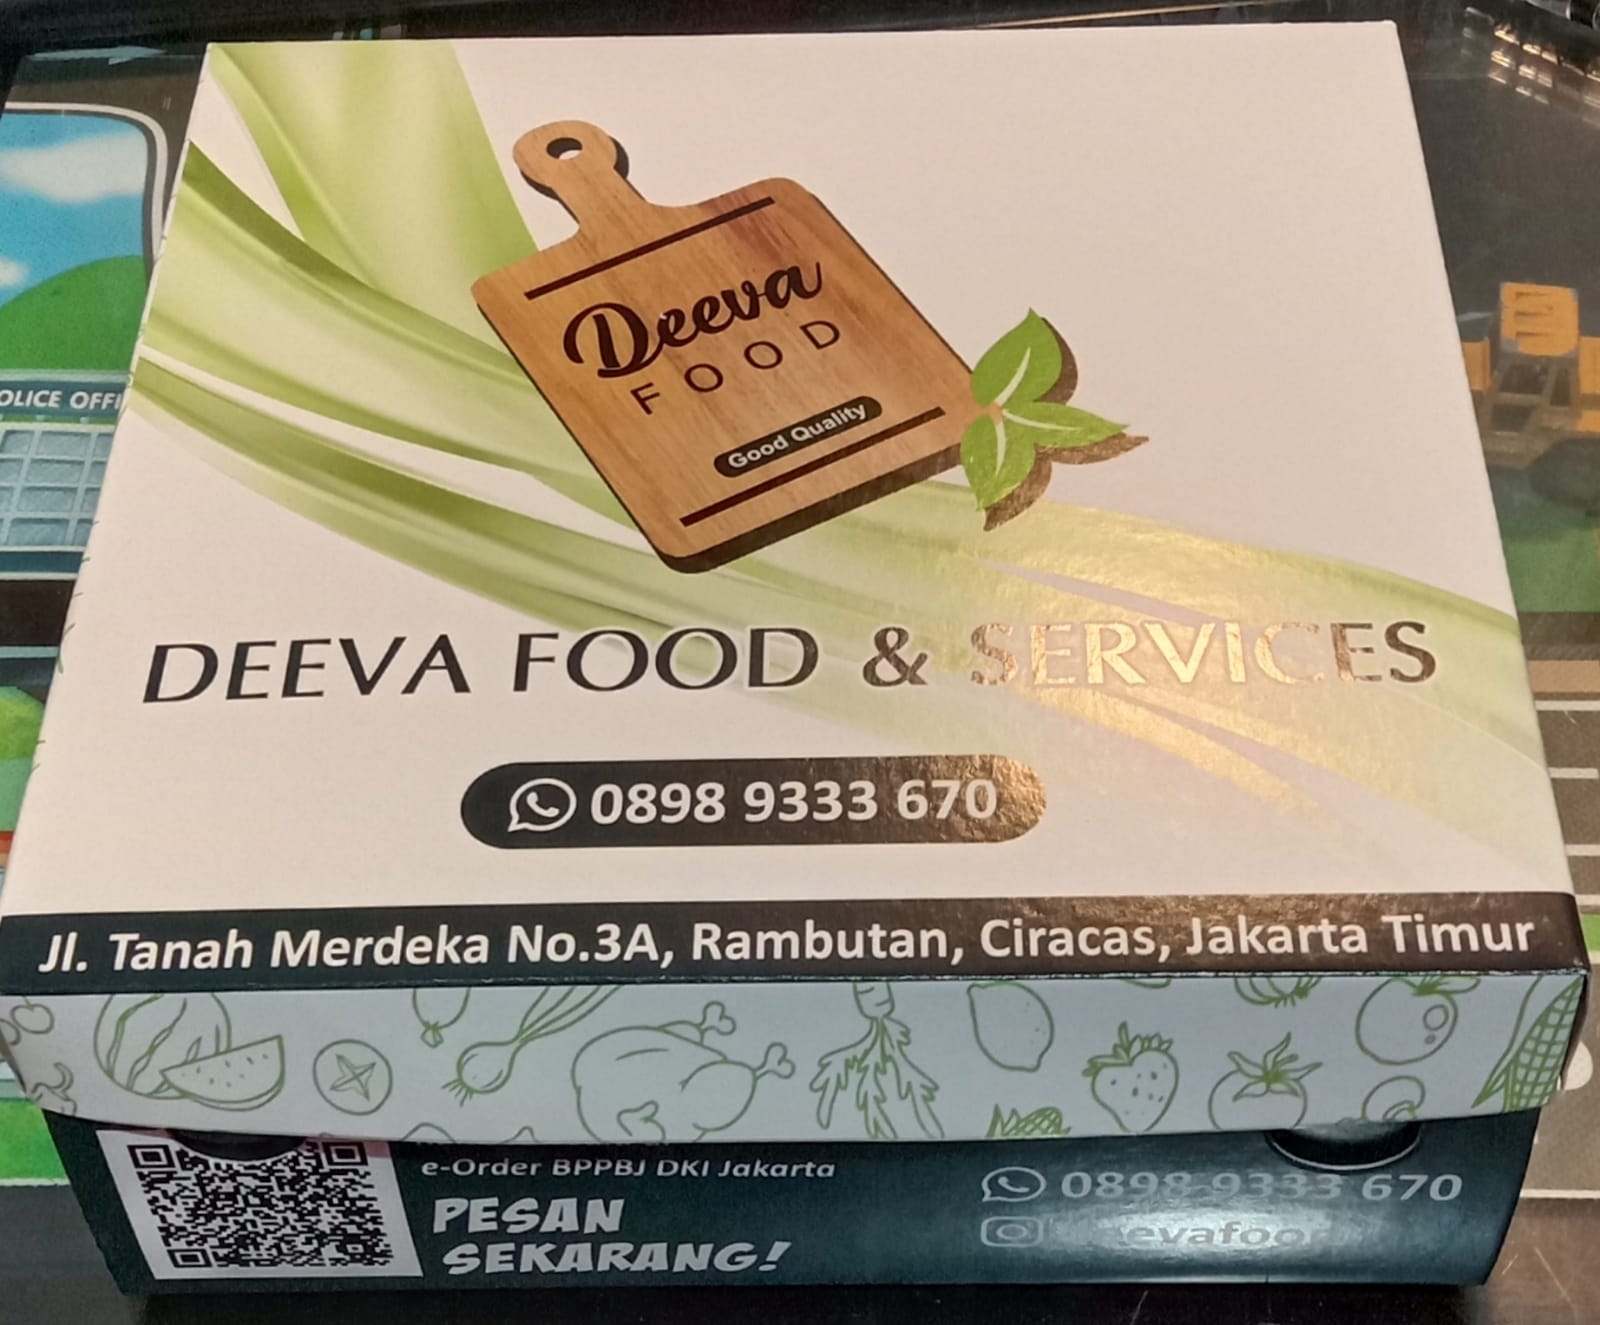 OLICE OFFI
Deeva
FOOD
Good Quality
DEEVA FOOD & SERVICES
0898 9333 670
Jl. Tanah Merdeka No.3A, Rambutan, Ciracas, Jakarta Timur
e-Order BPPBJ DKI Jakarta
PESAN
SEKARANG!
0898 9333 670